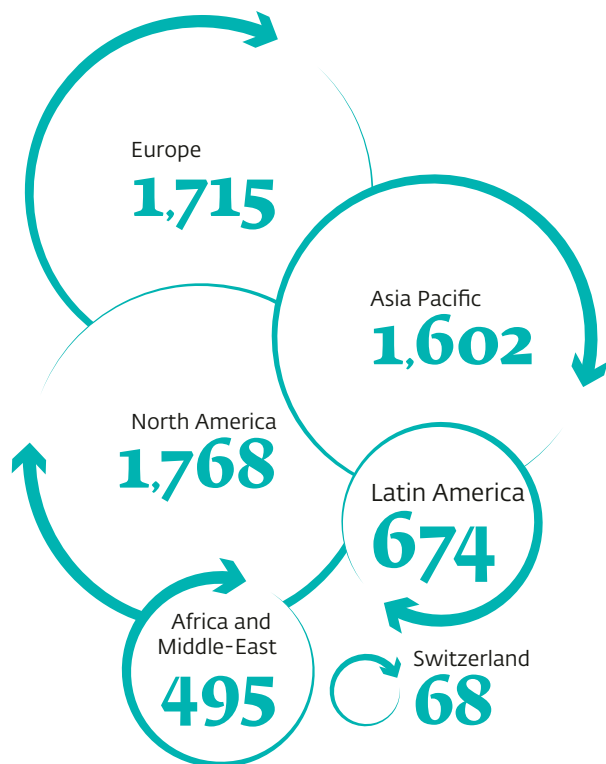 Europe
1,715
Asia Pacific
1,602
North America
1,768
Latin America
674
Africa and
Middle-East
495
Switzerland
68